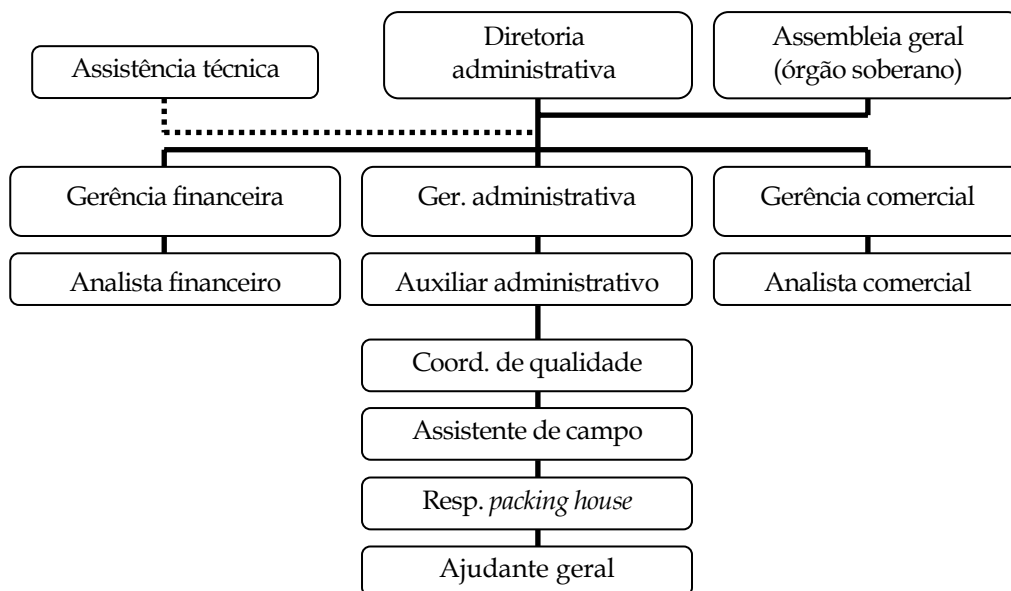 Assistência técnica
Diretoria
administrativa
Assembleia geral
(órgão soberano)
Gerência financeira
Ger. administrativa
Gerência comercial
Analista financeiro
Auxiliar administrativo
Analista comercial
Coord. de qualidade
Assistente de campo
Resp. packing house
Ajudante geral